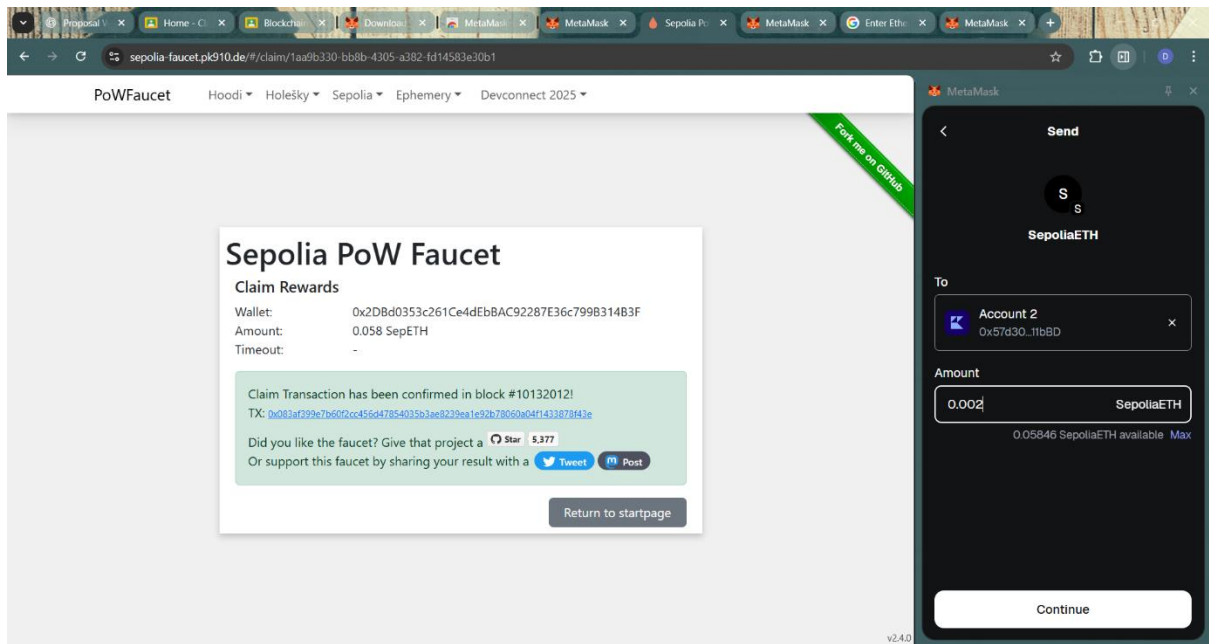 Proposal V
Home - Cl
Blockchain
Download
MetaMask
MetaMask
Sepolia Po
MetaMask
Enter Ethe
MetaMask
sepolia-faucet.pk910.de/#/claim/1aa9b330-bb8b-4305-a382-fd14583e30b1
D
PoWFaucet
Hoodi
Holešky
Sepolia
Ephemery
Devconnect 2025
Fork me on GitHub
Sepolia PoW Faucet
Claim Rewards
Wallet: 0x2DBd0353c261Ce4dEbBAC92287E36c799B314B3F
Amount: 0.058 SepETH
Timeout: -
Claim Transaction has been confirmed in block #10132012!
TX: 0x083af399e7b60f2cc456d47854035b3ae8239ea1e92b78060a04f1433878f43e
Did you like the faucet? Give that project a Star 5,377
Or support this faucet by sharing your result with a Tweet Post
Return to startpage
v2.4.0
MetaMask
Send
S
S
SepoliaETH
To
Account 2
0x57d30...11bBD
Amount
0.002 SepoliaETH
0.05846 SepoliaETH available Max
Continue